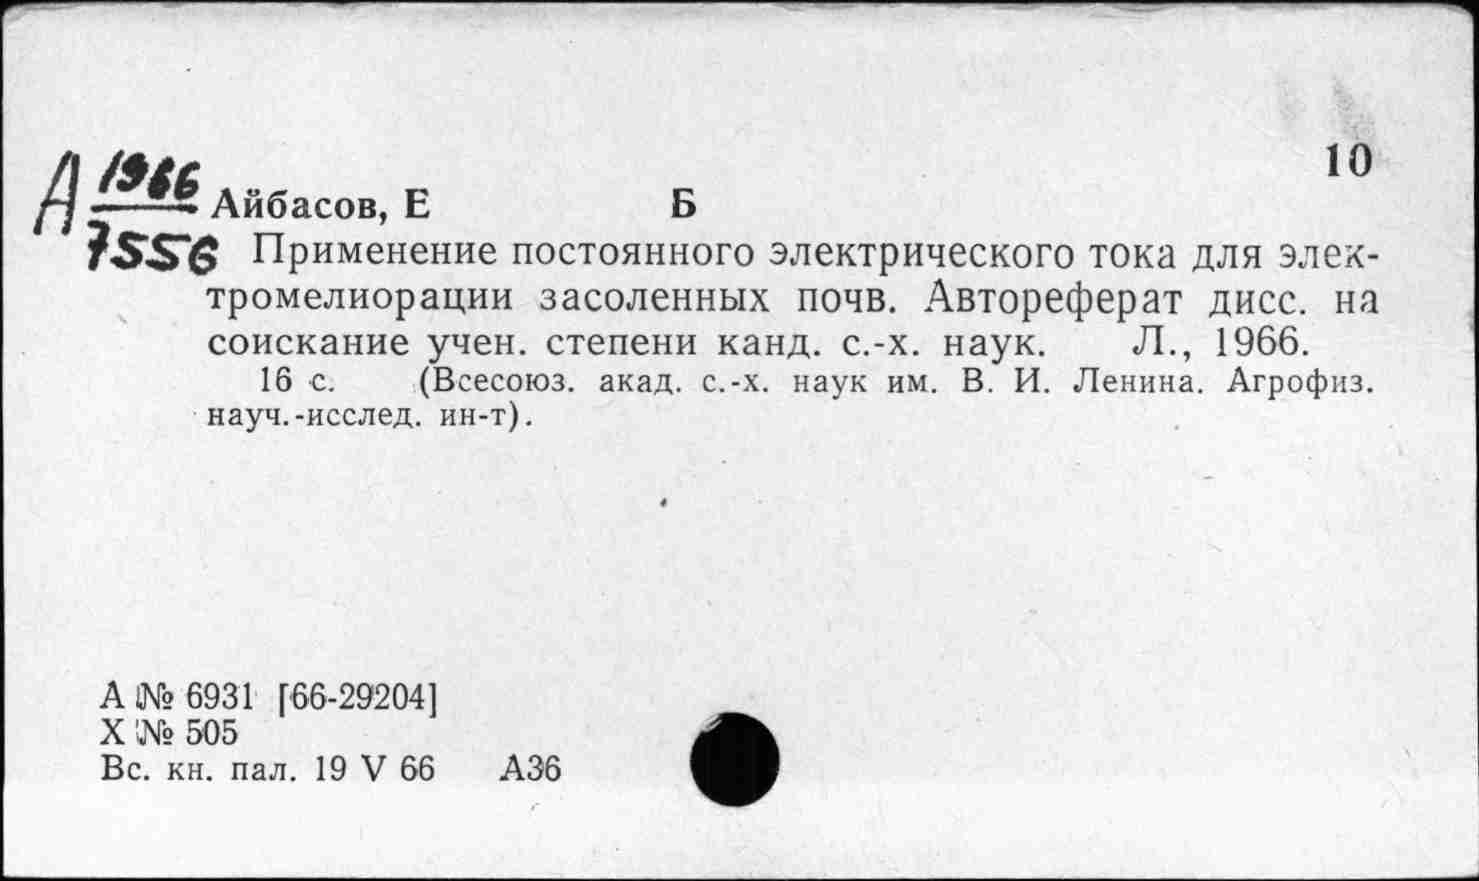 10
А 1966
Айбасов, Е Б
7556 Применение постоянного электрического тока для элек-
тромелиорации засоленных почв. Автореферат дисс. на
соискание учен. степени канд. с.-х. наук. Л., 1966.
16 с. (Всесоюз. акад. с.-х. наук им. В. И. Ленина. Агрофиз.
науч.-исслед. ин-т).
А № 6931 [66-29204]
Х № 505
Вс. кн. пал. 19 V 66 А36